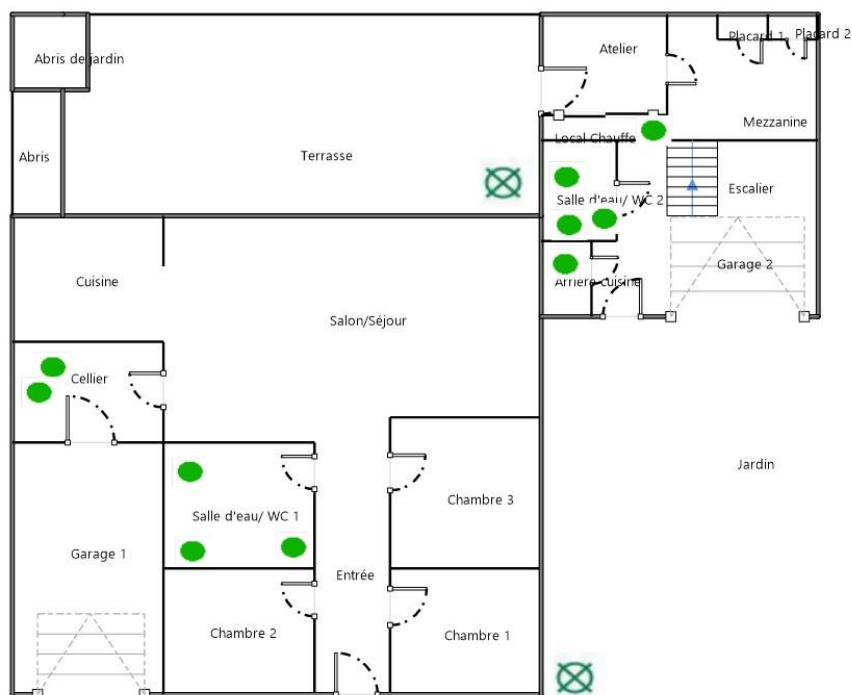 Placard 1
Placard 2
Atelier
Abris de jardin
Mezzanine
Local Chauffe
Abris
Terrasse
Escalier
Salle d'eau/ WC 2
Garage 2
Arrière cuisine
Cuisine
Salon/Séjour
Cellier
Jardin
Chambre 3
Salle d'eau/ WC 1
Garage 1
Entrée
Chambre 2
Chambre 1